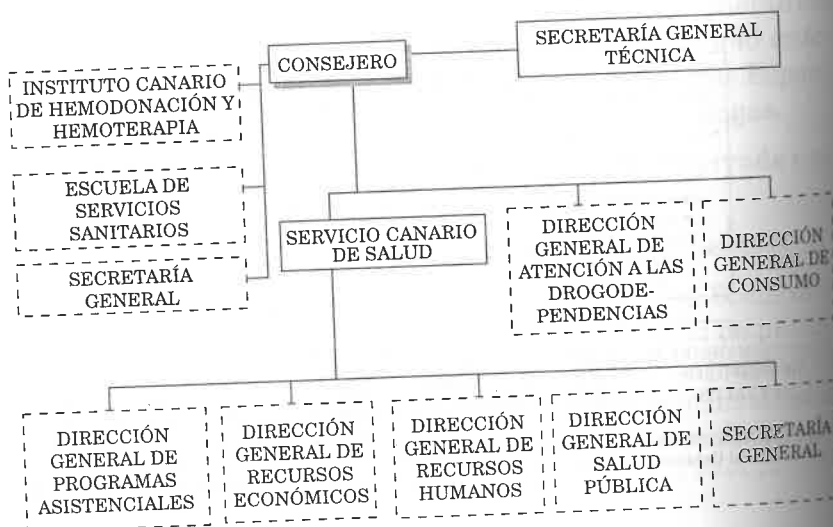 CONSEJERO
SECRETARÍA GENERAL
TÉCNICA
INSTITUTO CANARIO
DE HEMODONACIÓN Y
HEMOTERAPIA
ESCUELA DE
SERVICIOS
SANITARIOS
SECRETARÍA
GENERAL
SERVICIO CANARIO
DE SALUD
DIRECCIÓN
GENERAL DE
ATENCIÓN A LAS
DROGODE-
PENDENCIAS
DIRECCIÓN
GENERAL DE
CONSUMO
DIRECCIÓN
GENERAL DE
PROGRAMAS
ASISTENCIALES
DIRECCIÓN
GENERAL DE
RECURSOS
ECONÓMICOS
DIRECCIÓN
GENERAL DE
RECURSOS
HUMANOS
DIRECCIÓN
GENERAL DE
SALUD
PÚBLICA
SECRETARÍA
GENERAL